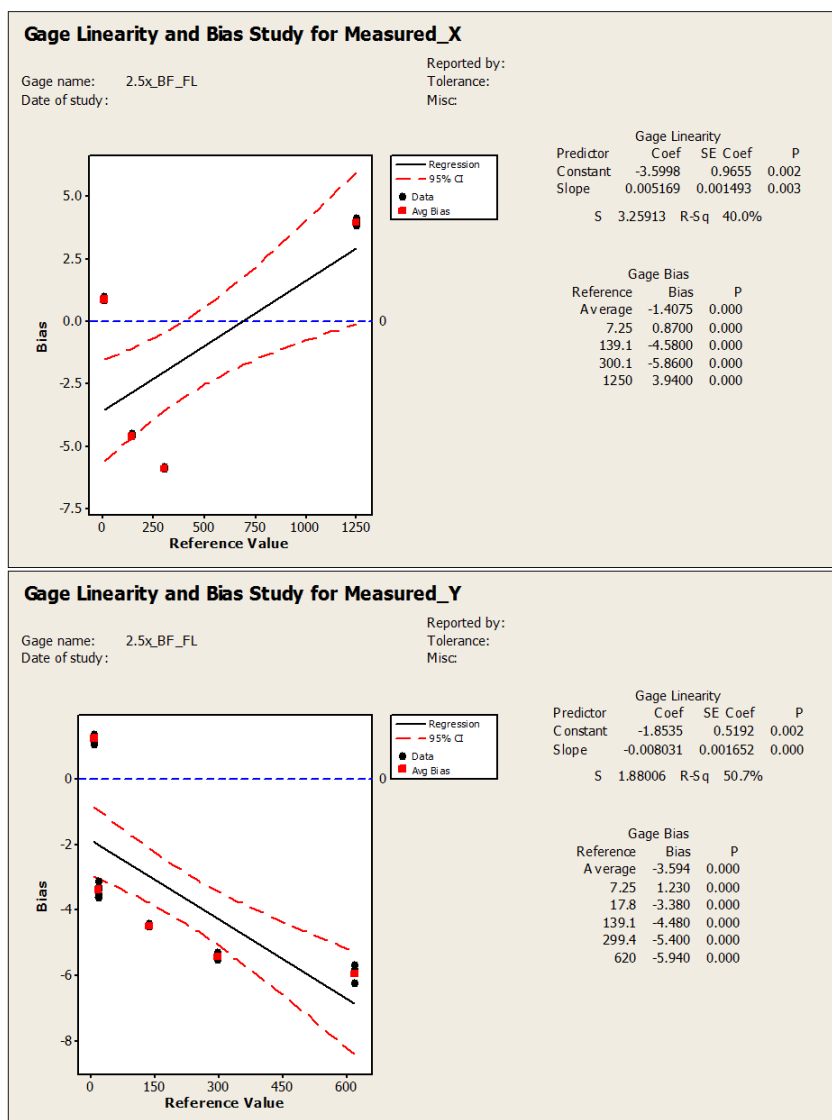 Gage Linearity and Bias Study for Measured_X
Reported by:
Gage name: 2.5x_BF_FL Tolerance:
Date of study: Misc:
Gage Linearity
Predictor Coef SE Coef P
Constant -3.5998 0.9655 0.002
Slope 0.005169 0.001493 0.003
S 3.25913 R-Sq 40.0%
Gage Bias
Reference Bias P
Average -1.4075 0.000
7.25 0.8700 0.000
139.1 -4.5800 0.000
300.1 -5.8600 0.000
1250 3.9400 0.000
Regression
95% CI
Data
Avg Bias
5.0
2.5
0.0
-2.5
-5.0
-7.5
0
Bias
0 250 500 750 1000 1250
Reference Value
Gage Linearity and Bias Study for Measured_Y
Reported by:
Gage name: 2.5x_BF_FL Tolerance:
Date of study: Misc:
Gage Linearity
Predictor Coef SE Coef P
Constant -1.8535 0.5192 0.002
Slope -0.008031 0.001652 0.000
S 1.88006 R-Sq 50.7%
Gage Bias
Reference Bias P
Average -3.594 0.000
7.25 1.230 0.000
17.8 -3.380 0.000
139.1 -4.480 0.000
299.4 -5.400 0.000
620 -5.940 0.000
Regression
95% CI
Data
Avg Bias
0
-2
-4
-6
-8
0
Bias
0 150 300 450 600
Reference Value